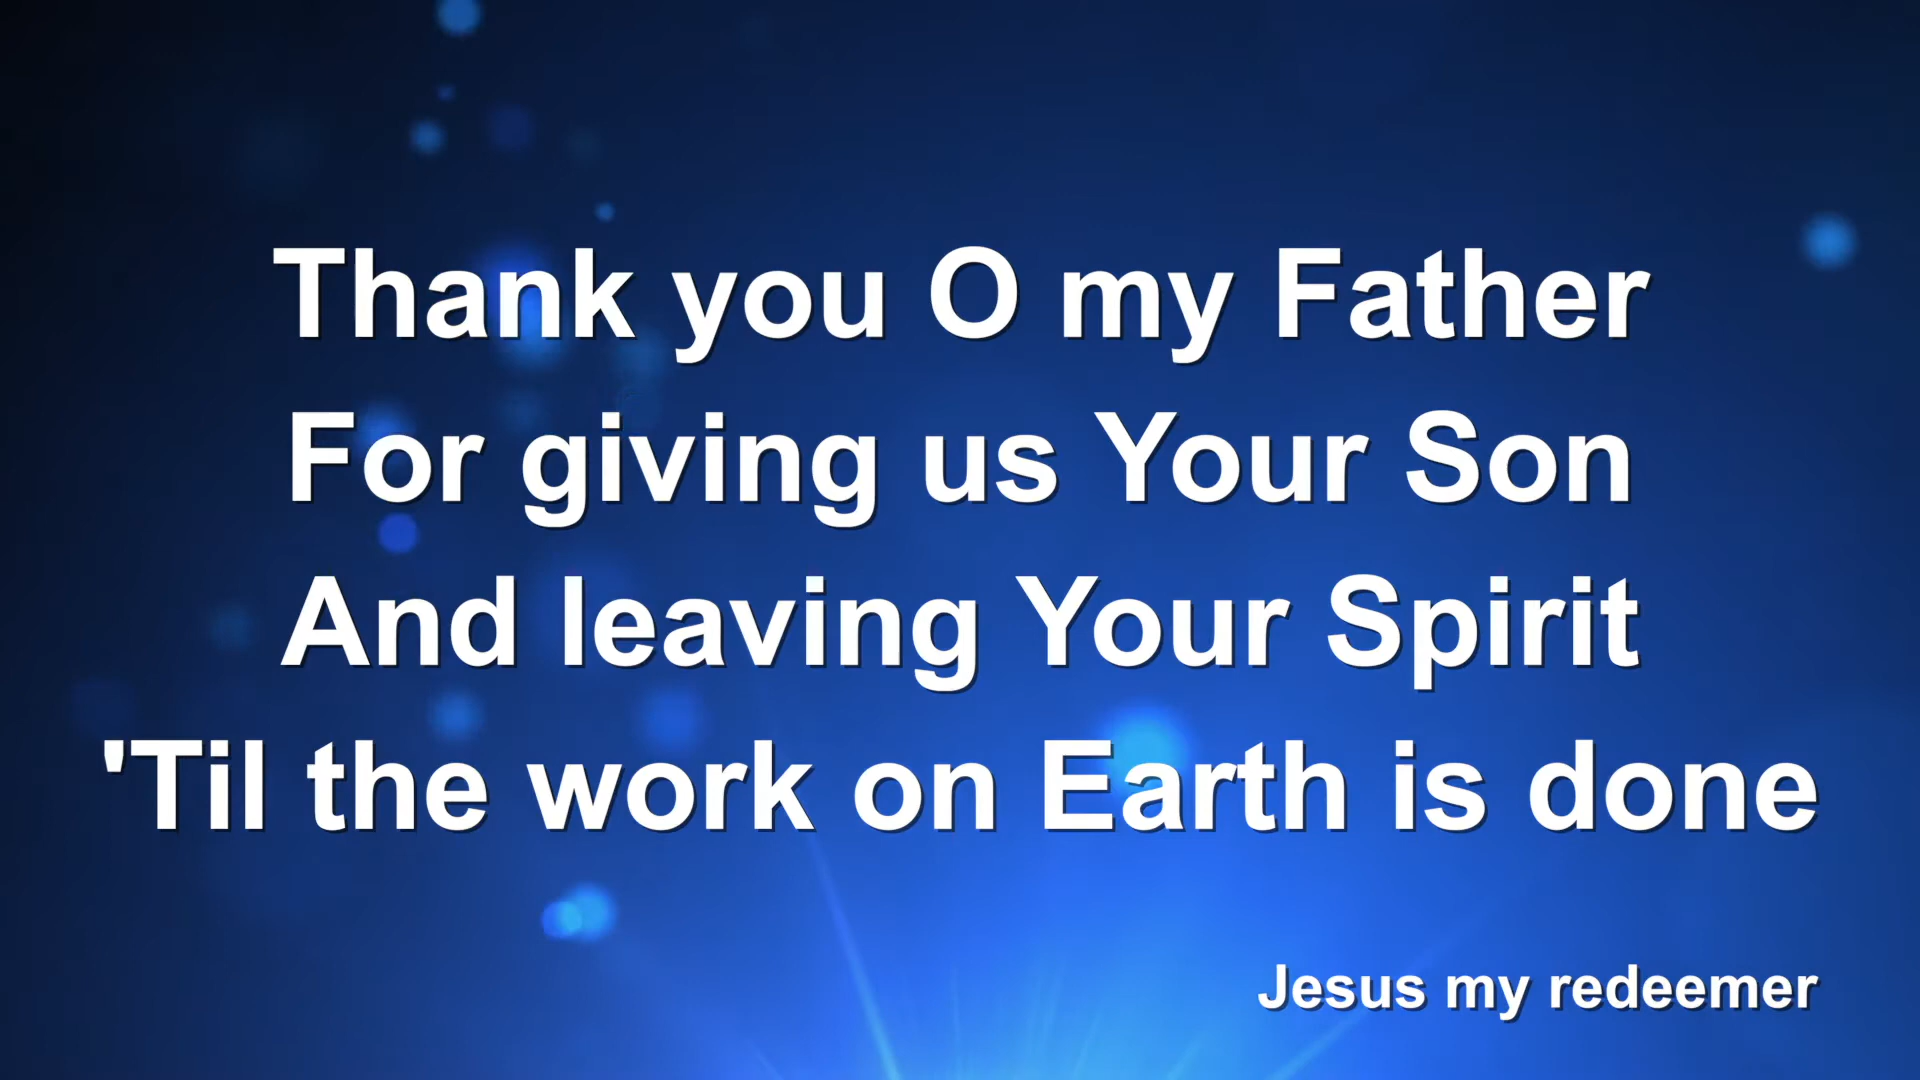 Thank you O my Father
For giving us Your Son
And leaving Your Spirit
'Til the work on Earth is done
Jesus my redeemer